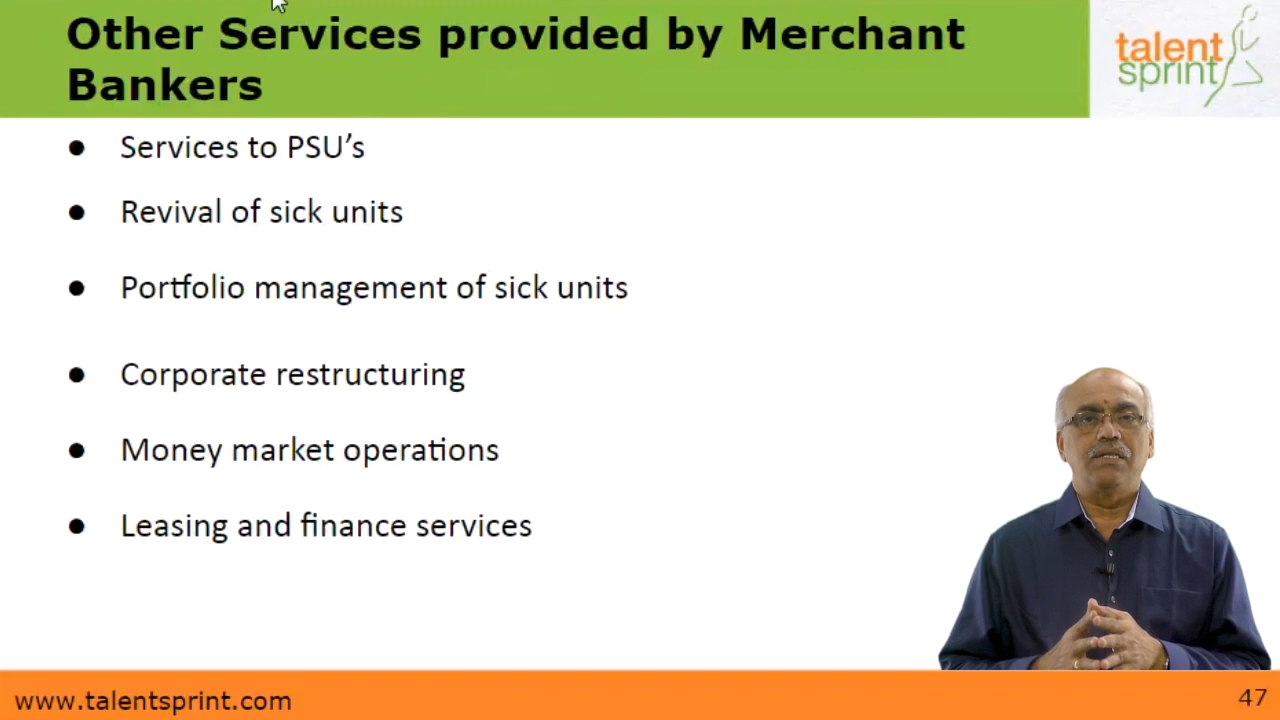 Other Services provided by Merchant
Bankers
talent
sprint
● Services to PSU’s
● Revival of sick units
● Portfolio management of sick units
● Corporate restructuring
● Money market operations
● Leasing and finance services
www.talentsprint.com
47